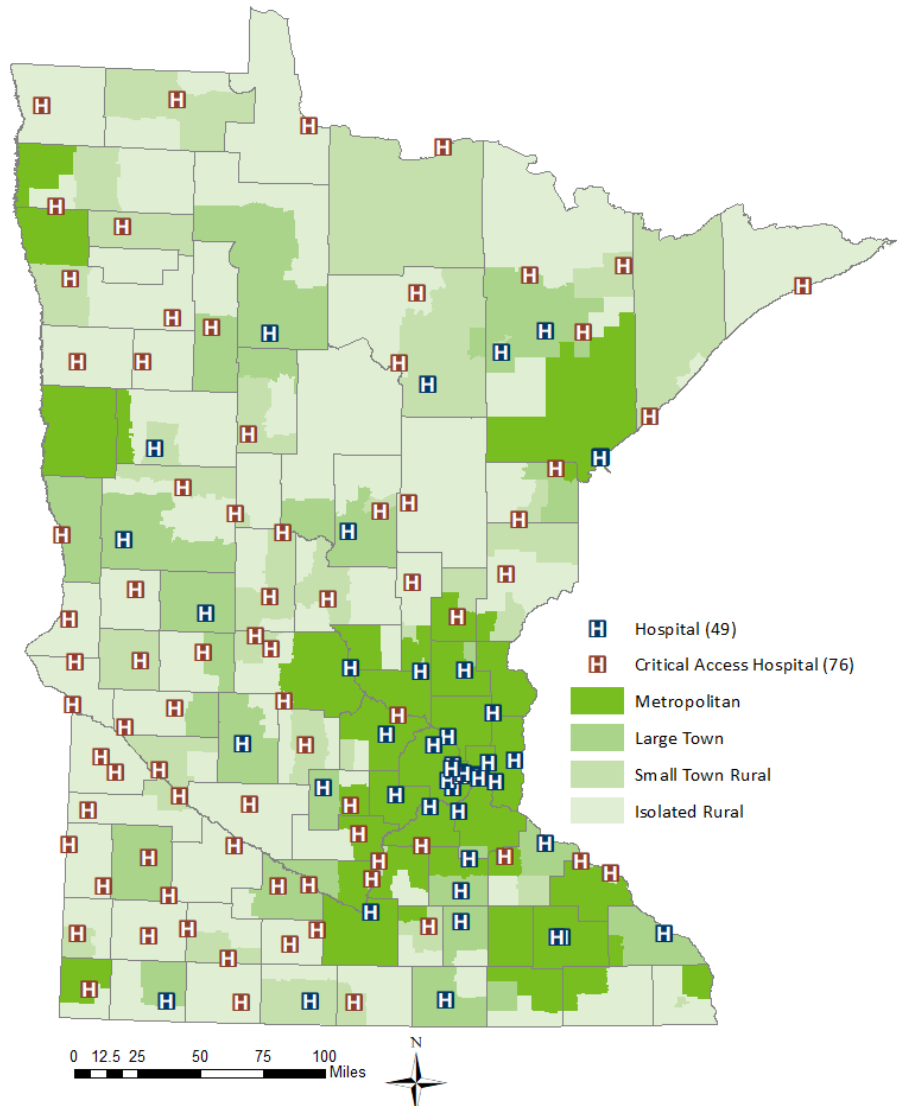 H Hospital (49)
H Critical Access Hospital (76)
Metropolitan
Large Town
Small Town Rural
Isolated Rural
N
0 12.5 25 50 75 100
Miles